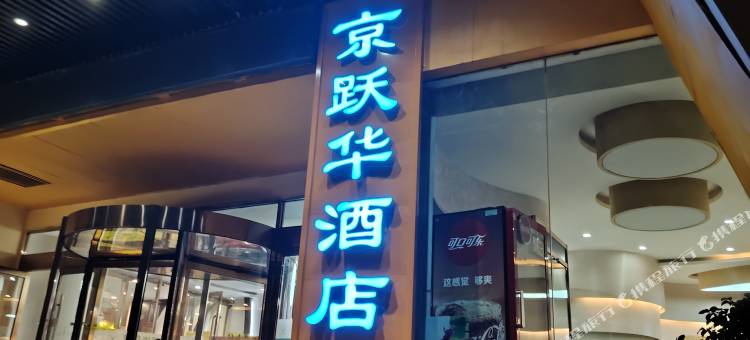 京跃华酒店
可口可乐
这感觉 够爽
携程旅行
携程旅行